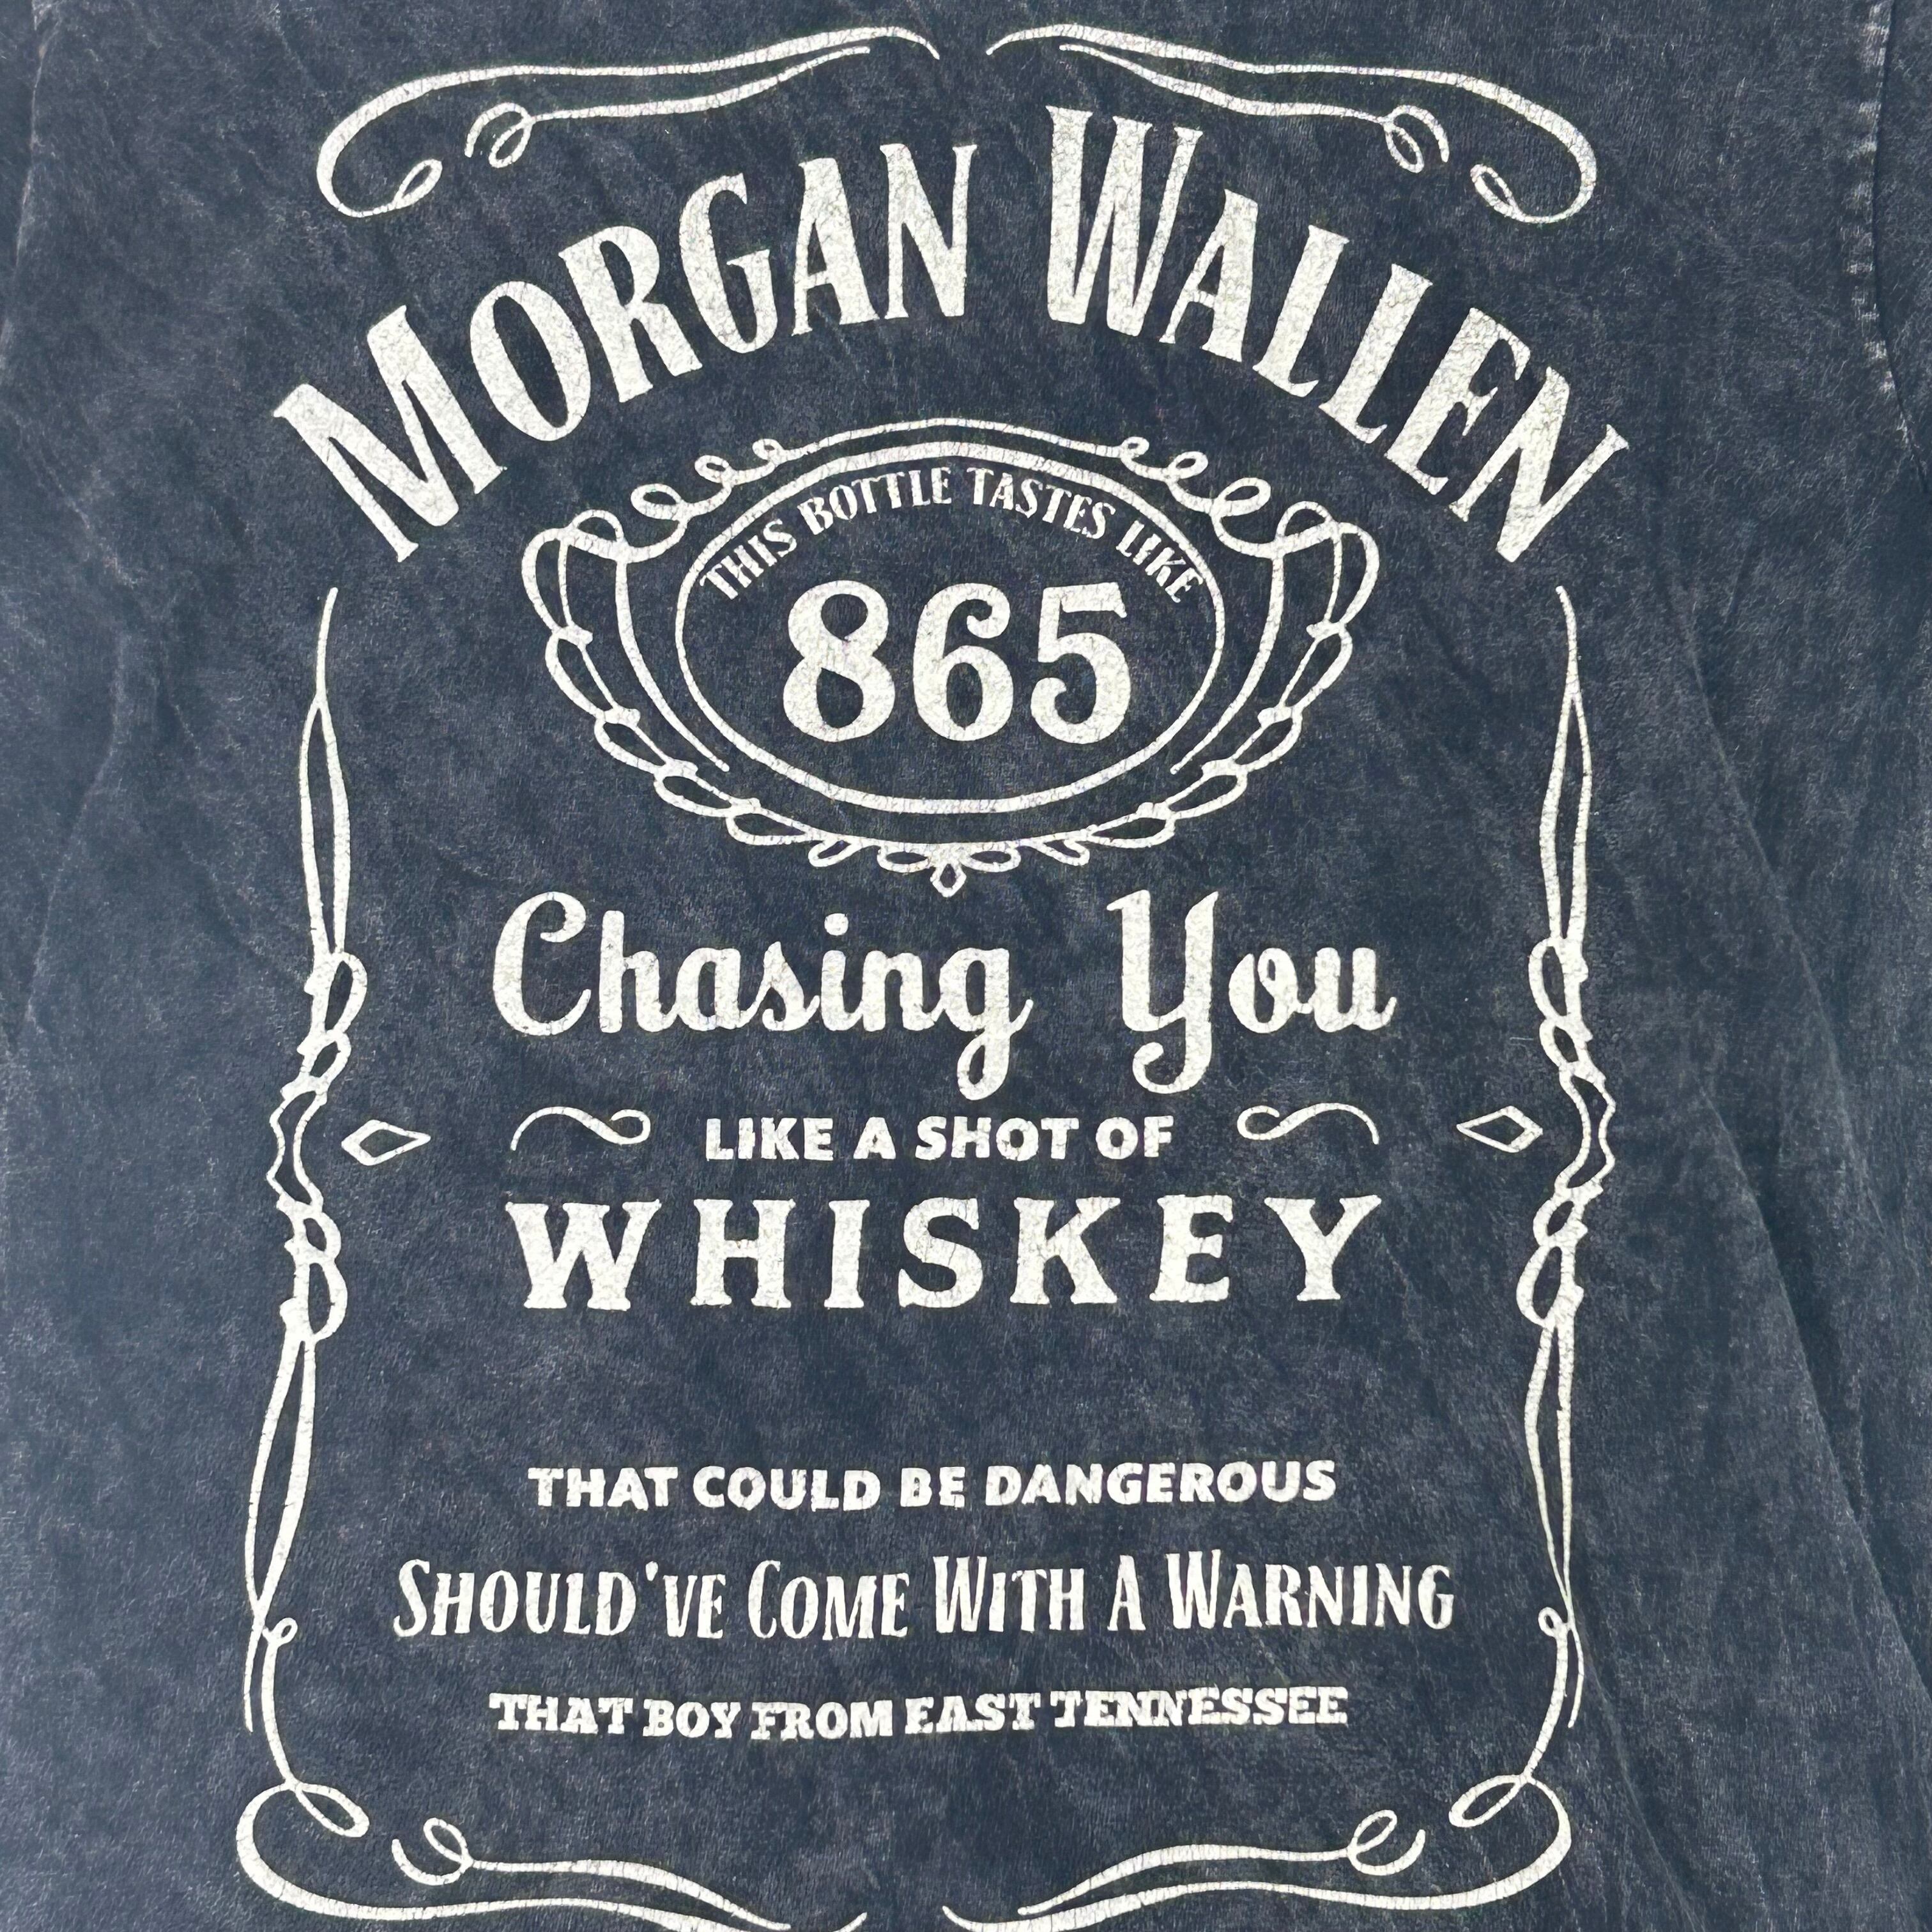 MORGAN WALLEN
THIS BOTTLE TASTES LIKE
865
Chasing You
LIKE A SHOT OF
WHISKEY
THAT COULD BE DANGEROUS
SHOULD'VE COME WITH A WARNING
THAT BOY FROM EAST TENNESSEE